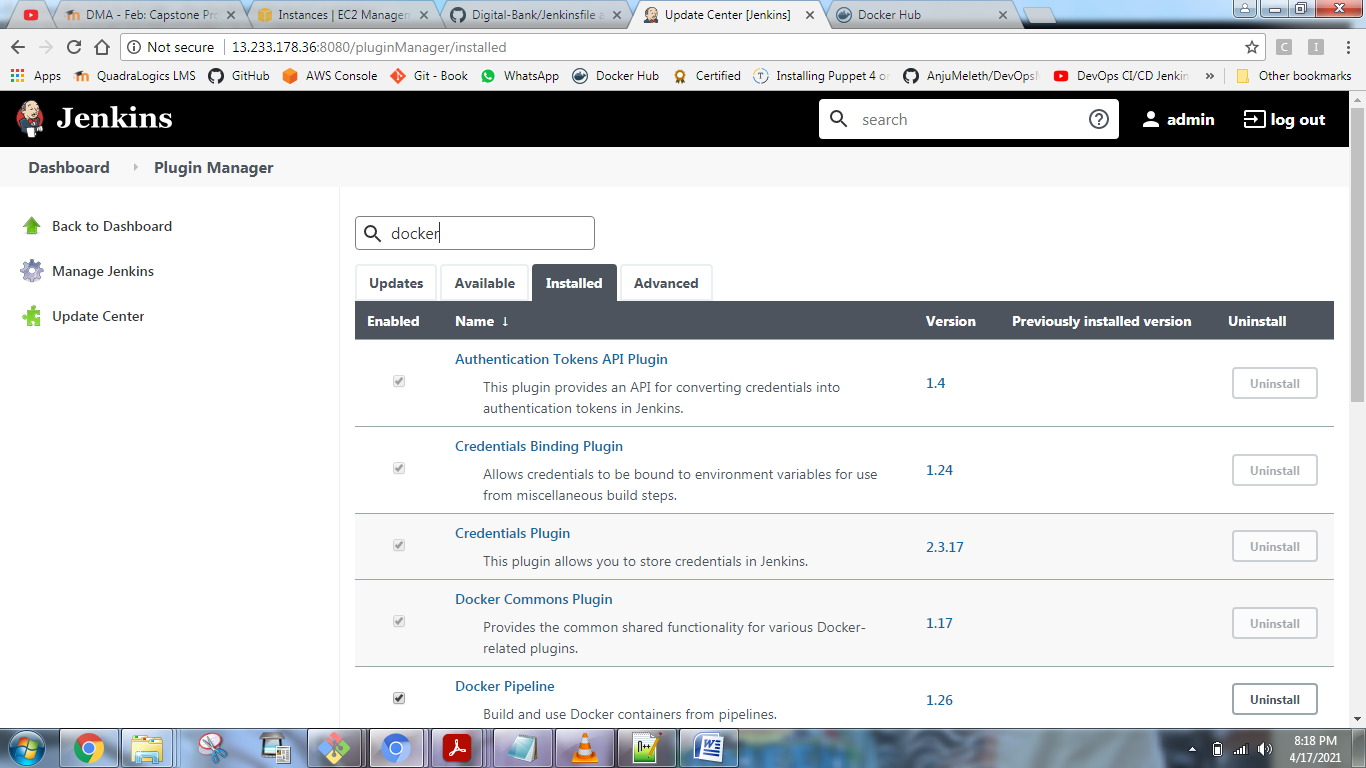 DMA - Feb: Capstone Pro
Instances | EC2 Managem
Digital-Bank/Jenkinsfile a
Update Center [Jenkins]
Docker Hub
Not secure
13.233.178.36:8080/pluginManager/installed
Apps
QuadraLogics LMS
GitHub
AWS Console
Git - Book
WhatsApp
Docker Hub
Certified
Installing Puppet 4 o
AnjuMeleth/DevOps
DevOps CI/CD Jenkin
»
Other bookmarks
Jenkins
search
admin
log out
Dashboard
Plugin Manager
Back to Dashboard
Manage Jenkins
Update Center
docker
Updates
Available
Installed
Advanced
Enabled
Name ↓
Version
Previously installed version
Uninstall
Authentication Tokens API Plugin
This plugin provides an API for converting credentials into
authentication tokens in Jenkins.
1.4
Uninstall
Credentials Binding Plugin
Allows credentials to be bound to environment variables for use
from miscellaneous build steps.
1.24
Uninstall
Credentials Plugin
This plugin allows you to store credentials in Jenkins.
2.3.17
Uninstall
Docker Commons Plugin
Provides the common shared functionality for various Docker-
related plugins.
1.17
Uninstall
Docker Pipeline
Build and use Docker containers from pipelines.
1.26
Uninstall
8:18 PM
4/17/2021